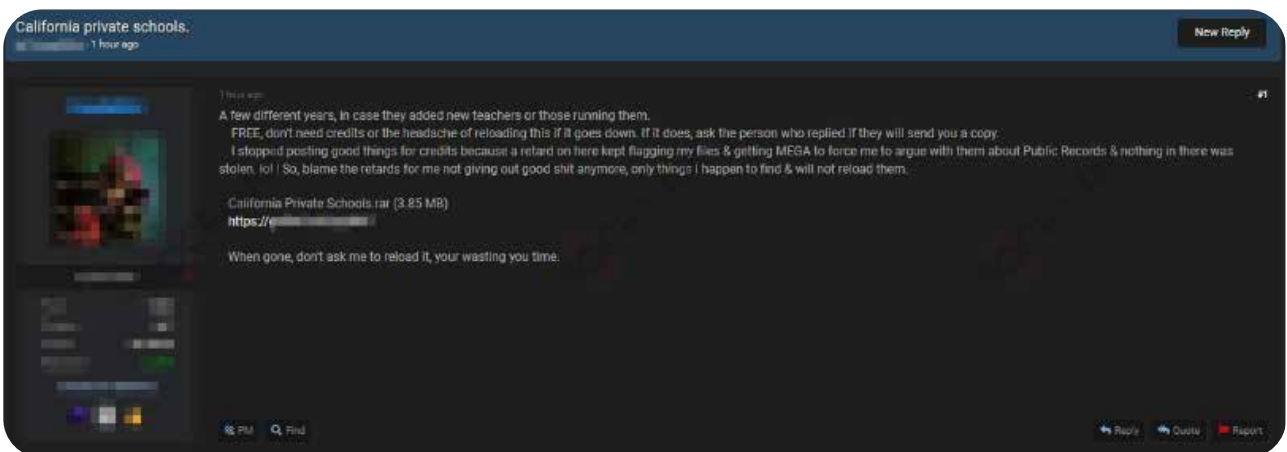 California private schools.
1 hour ago
New Reply
1 hour ago
#1
A few different years, in case they added new teachers or those running them.
FREE, don't need credits or the headache of reloading this if it goes down. If it does, ask the person who replied if they will send you a copy.
I stopped posting good things for credits because a retard on here kept flagging my files & getting MEGA to force me to argue with them about Public Records & nothing in there was
stolen. lol ! So, blame the retards for me not giving out good shit anymore, only things I happen to find & will not reload them.
California Private Schools.rar (3.85 MB)
https://
When gone, don't ask me to reload it, your wasting you time.
PM Find
Reply Quote Report